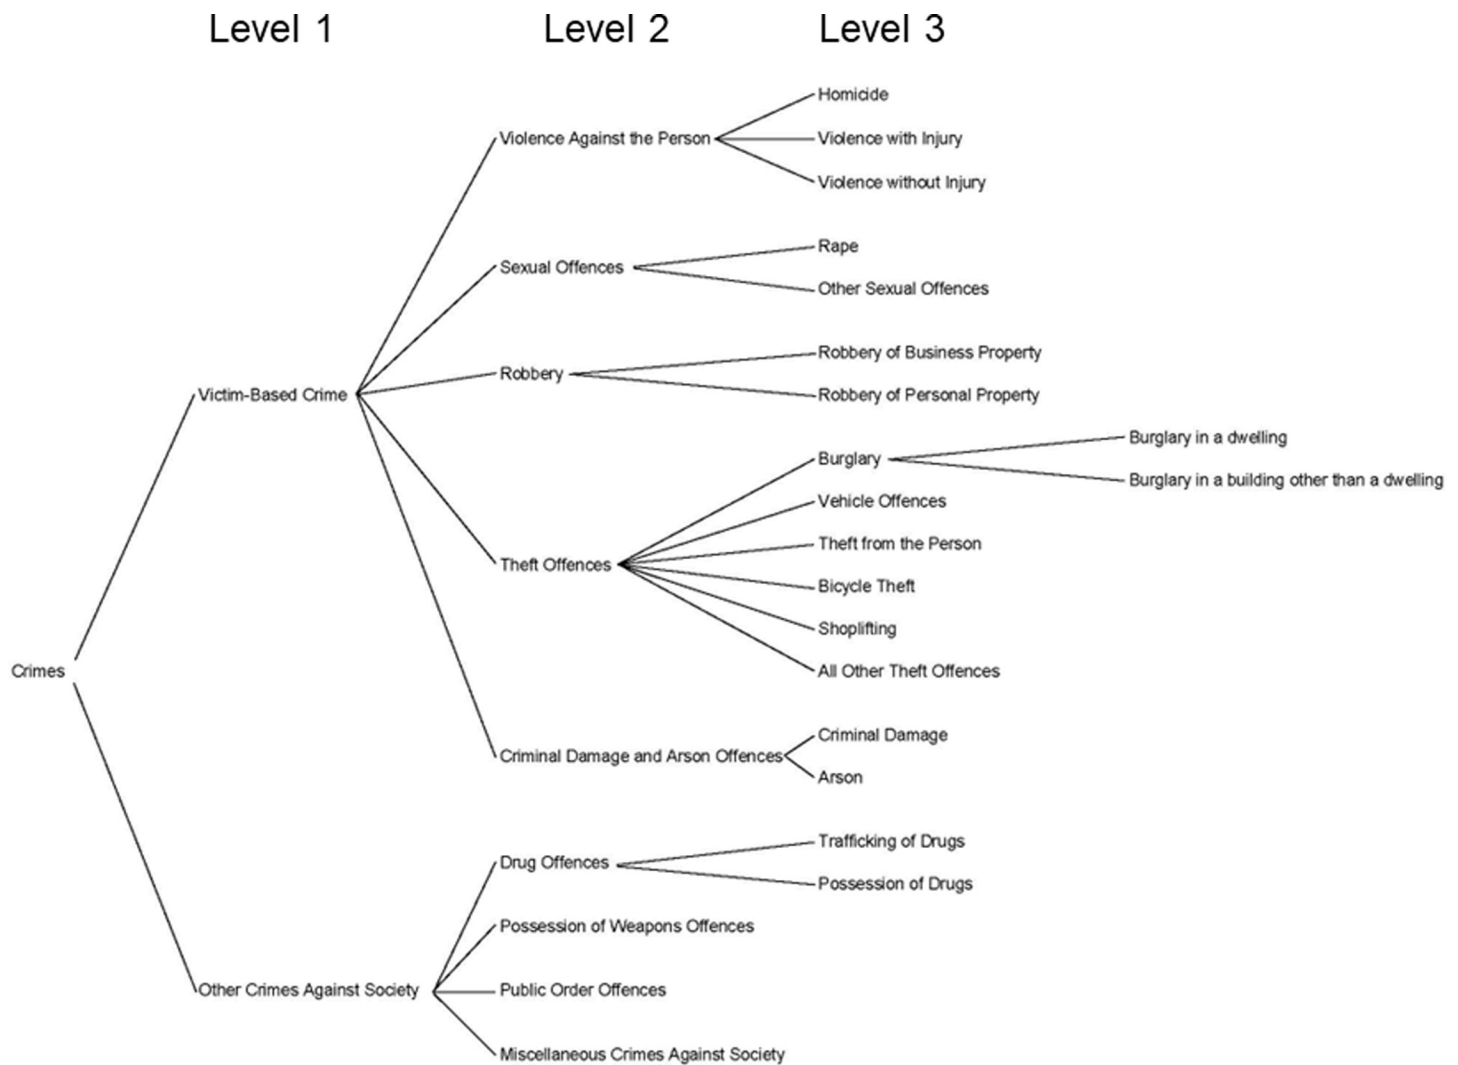 Level 1
Level 2
Level 3
Homicide
Violence Against the Person
Violence with Injury
Violence without Injury
Rape
Sexual Offences
Other Sexual Offences
Robbery of Business Property
Robbery
Robbery of Personal Property
Victim-Based Crime
Burglary in a dwelling
Burglary
Burglary in a building other than a dwelling
Vehicle Offences
Theft from the Person
Theft Offences
Bicycle Theft
Shoplifting
All Other Theft Offences
Crimes
Criminal Damage
Criminal Damage and Arson Offences
Arson
Trafficking of Drugs
Drug Offences
Possession of Drugs
Possession of Weapons Offences
Other Crimes Against Society
Public Order Offences
Miscellaneous Crimes Against Society